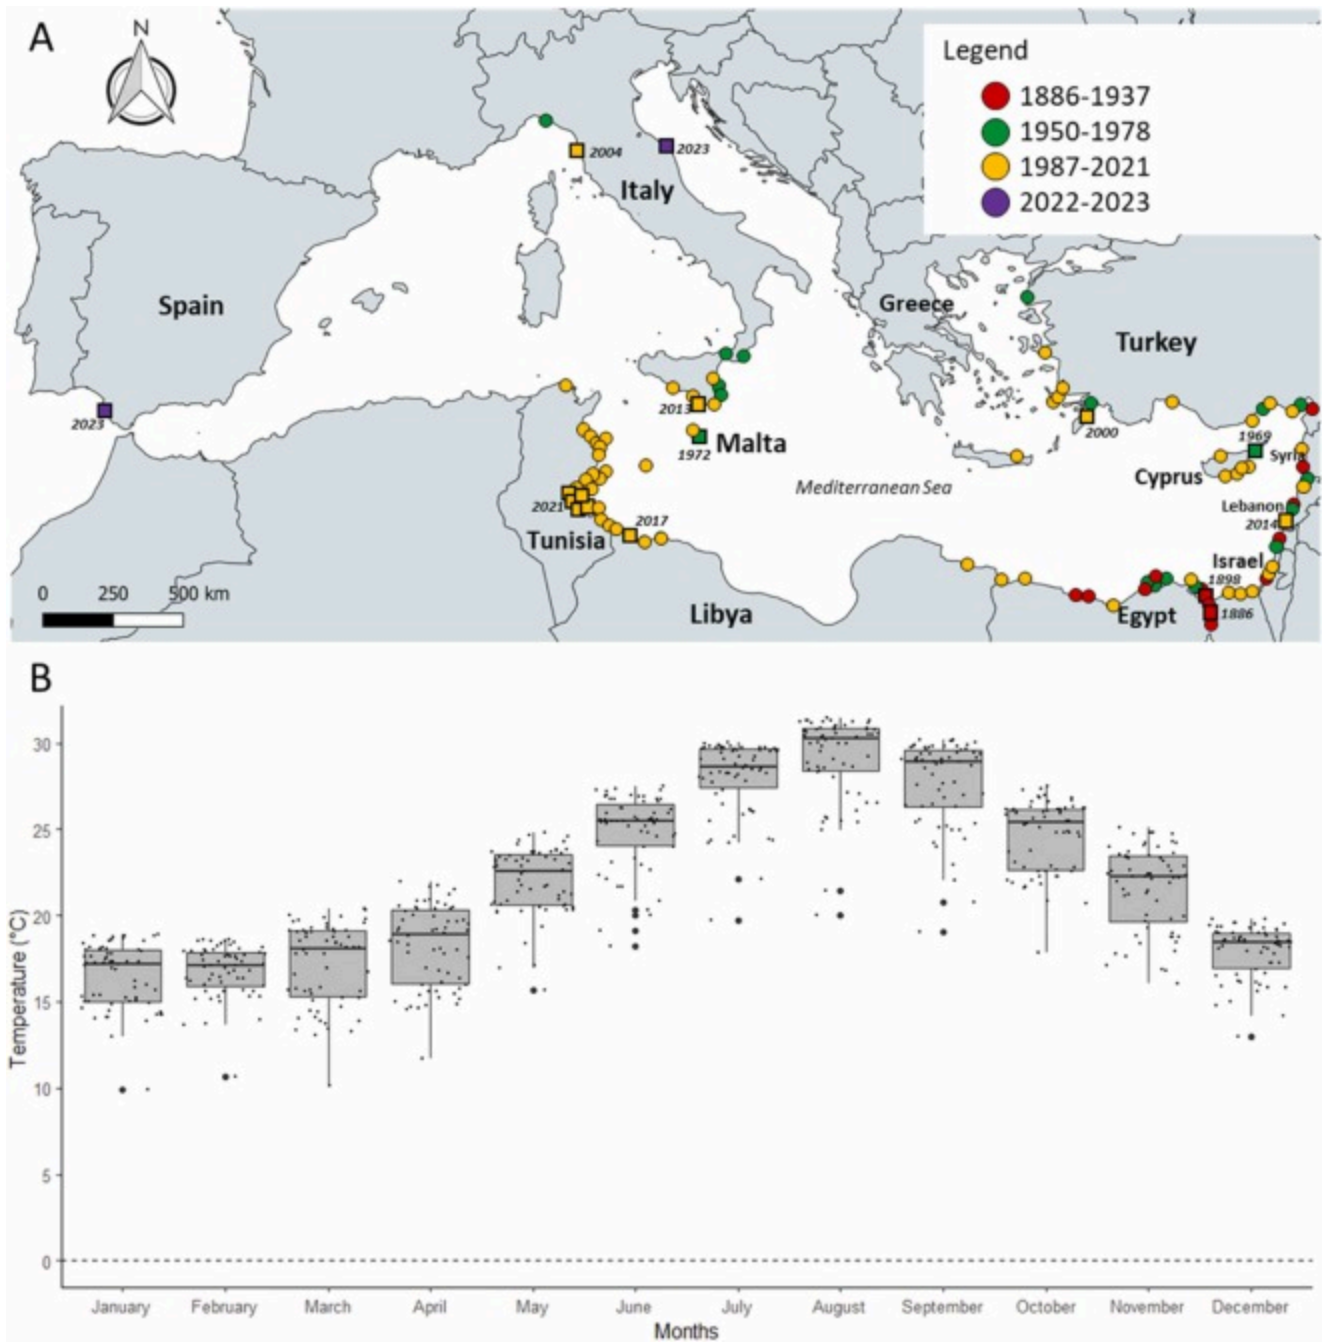 A
N
Legend
1886-1937
1950-1978
1987-2021
2022-2023
2004
2023
Italy
Spain
Greece
Turkey
2023
2013
2000
1972
Malta
1969
Syria
Cyprus
Mediterranean Sea
Lebanon
2014
2021
2017
Tunisia
Israel
1898
0 250 500 km
Libya
Egypt
1886
B
Temperature (°C)
30
25
20
15
10
5
0
January February March April May June July August September October November December
Months